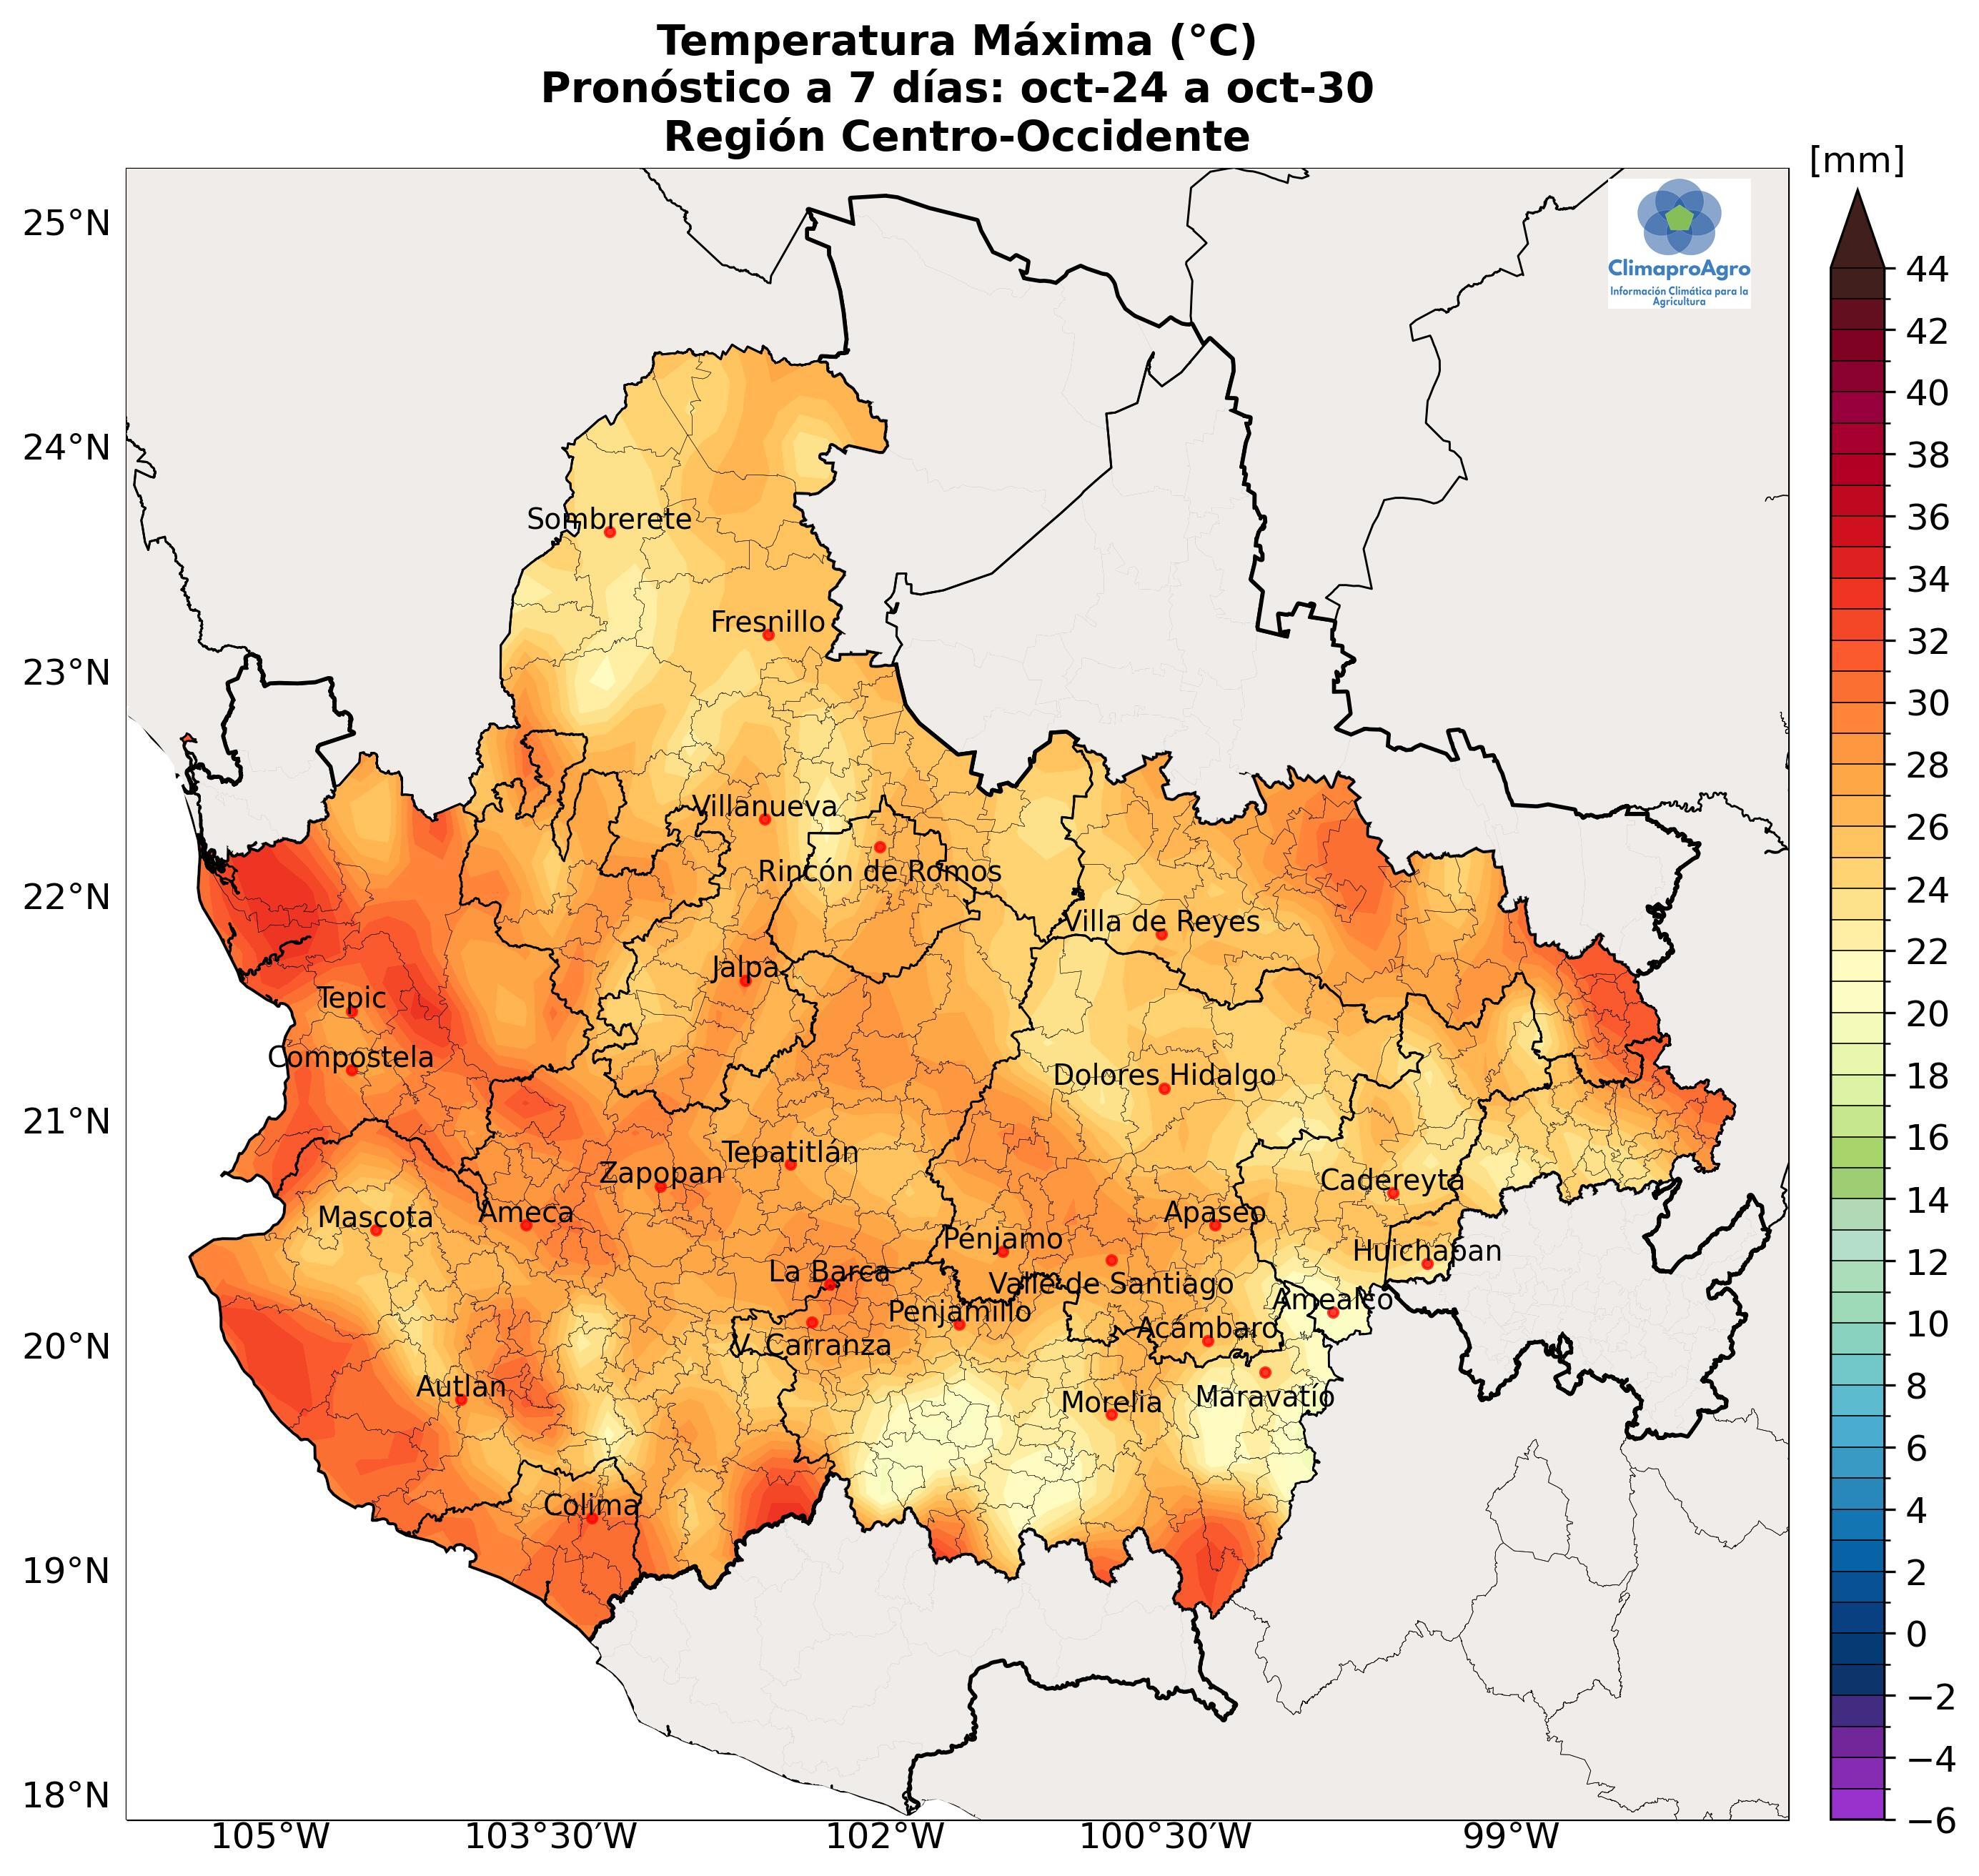 Temperatura Máxima (°C)
Pronóstico a 7 días: oct-24 a oct-30
Región Centro-Occidente
[mm]
ClimaproAgro
Información Climática para la
Agricultura
25°N
24°N
23°N
22°N
21°N
20°N
19°N
18°N
105°W
103°30'W
102°W
100°30'W
99°W
Sombrerete
Fresnillo
Villanueva
Rincón de Romos
Villa de Reyes
Jalpa
Tepic
Compostela
Dolores Hidalgo
Tepatitlán
Zapopan
Cadereyta
Mascota
Ameca
Apaseo
Pénjamo
Huichapan
La Barca
Valle de Santiago
Amealco
Penjamillo
Acámbaro
V. Carranza
Autlan
Morelia
Maravatío
Colima
44
42
40
38
36
34
32
30
28
26
24
22
20
18
16
14
12
10
8
6
4
2
0
−2
−4
−6